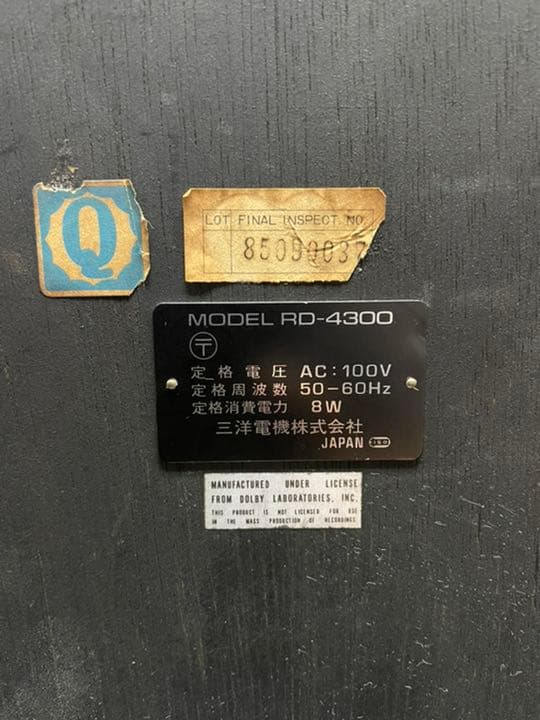 Q
LOT FINAL INSPECT. NO.
MODEL RD-4300
〒
定格電圧 AC:100V
定格周波数 50-60Hz
定格消費電力 8W
三洋電機株式会社
JAPAN
MANUFACTURED UNDER LICENSE
FROM DOLBY LABORATORIES, INC.
THIS PRODUCT IS NOT LICENSED FOR USE
IN THE MASS PRODUCTION OF RECORDINGS